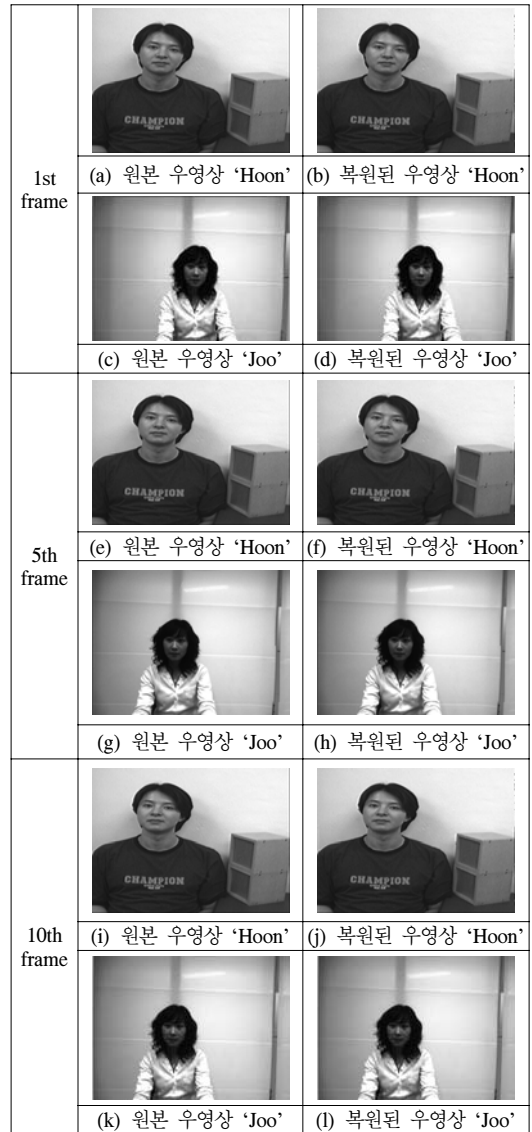 CHAMPION
CHAMPION
1st
frame
(a) 원본 우영상 ‘Hoon’
(b) 복원된 우영상 ‘Hoon’
(c) 원본 우영상 ‘Joo’
(d) 복원된 우영상 ‘Joo’
CHAMPION
CHAMPION
5th
frame
(e) 원본 우영상 ‘Hoon’
(f) 복원된 우영상 ‘Hoon’
(g) 원본 우영상 ‘Joo’
(h) 복원된 우영상 ‘Joo’
CHAMPION
CHAMPION
10th
frame
(i) 원본 우영상 ‘Hoon’
(j) 복원된 우영상 ‘Hoon’
(k) 원본 우영상 ‘Joo’
(l) 복원된 우영상 ‘Joo’